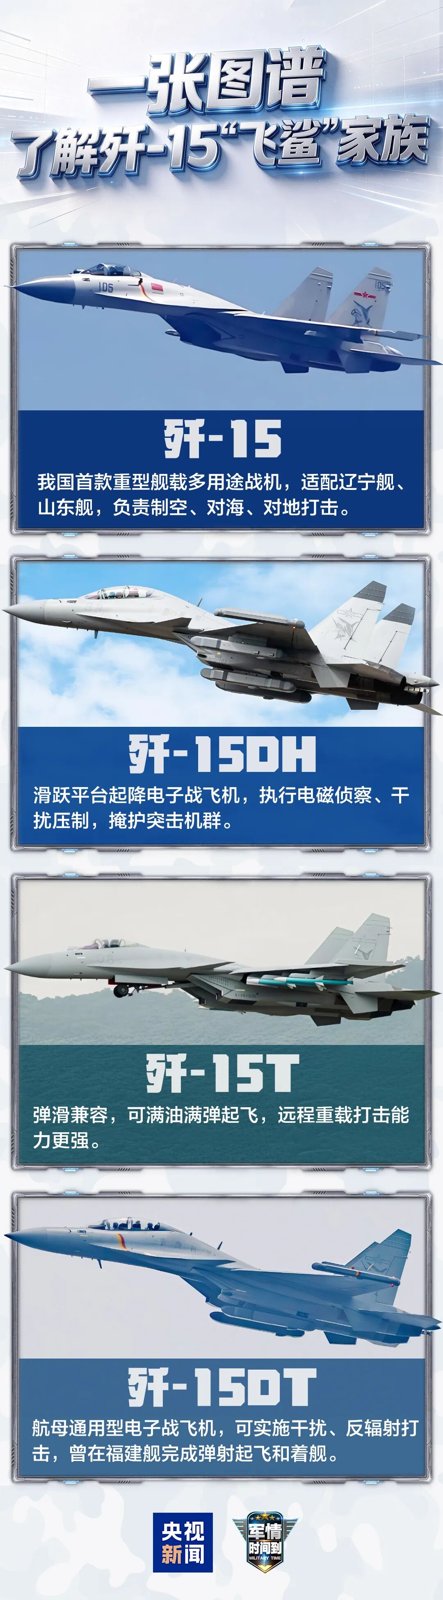 一张图谱
了解歼-15“飞鲨”家族
105
105
歼-15
我国首款重型舰载多用途战机，适配辽宁舰、
山东舰，负责制空、对海、对地打击。
歼-15DH
滑跃平台起降电子战飞机，执行电磁侦察、干
扰压制，掩护突击机群。
歼-15T
弹滑兼容，可满油满弹起飞，远程重载打击能
力更强。
歼-15DT
航母通用型电子战飞机，可实施干扰、反辐射打
击，曾在福建舰完成弹射起飞和着舰。
央视
新闻
军情
时间到
MILITARY TIME